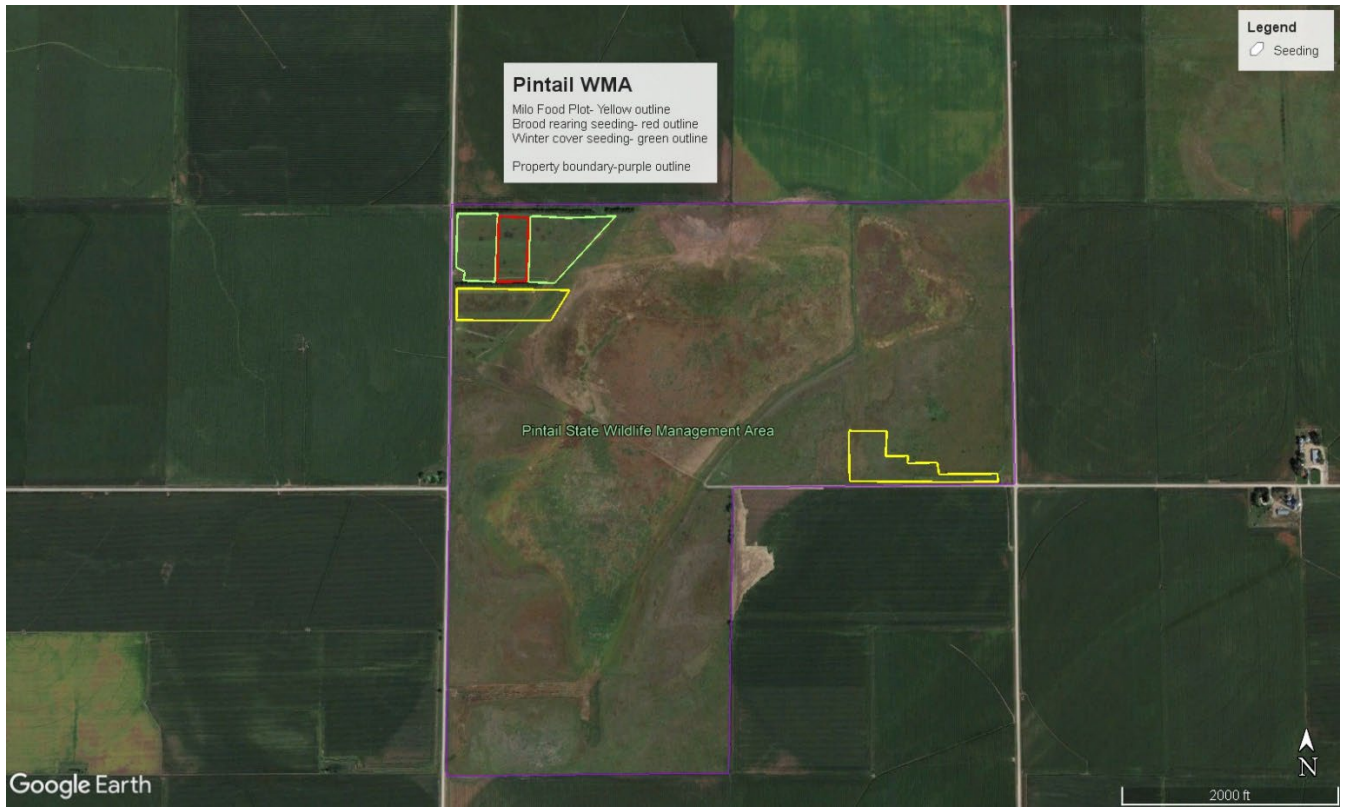 Legend
Seeding
Pintail WMA
Milo Food Plot- Yellow outline
Brood rearing seeding- red outline
Winter cover seeding- green outline
Property boundary-purple outline
Pintail State Wildlife Management Area
N
Google Earth
2000 ft